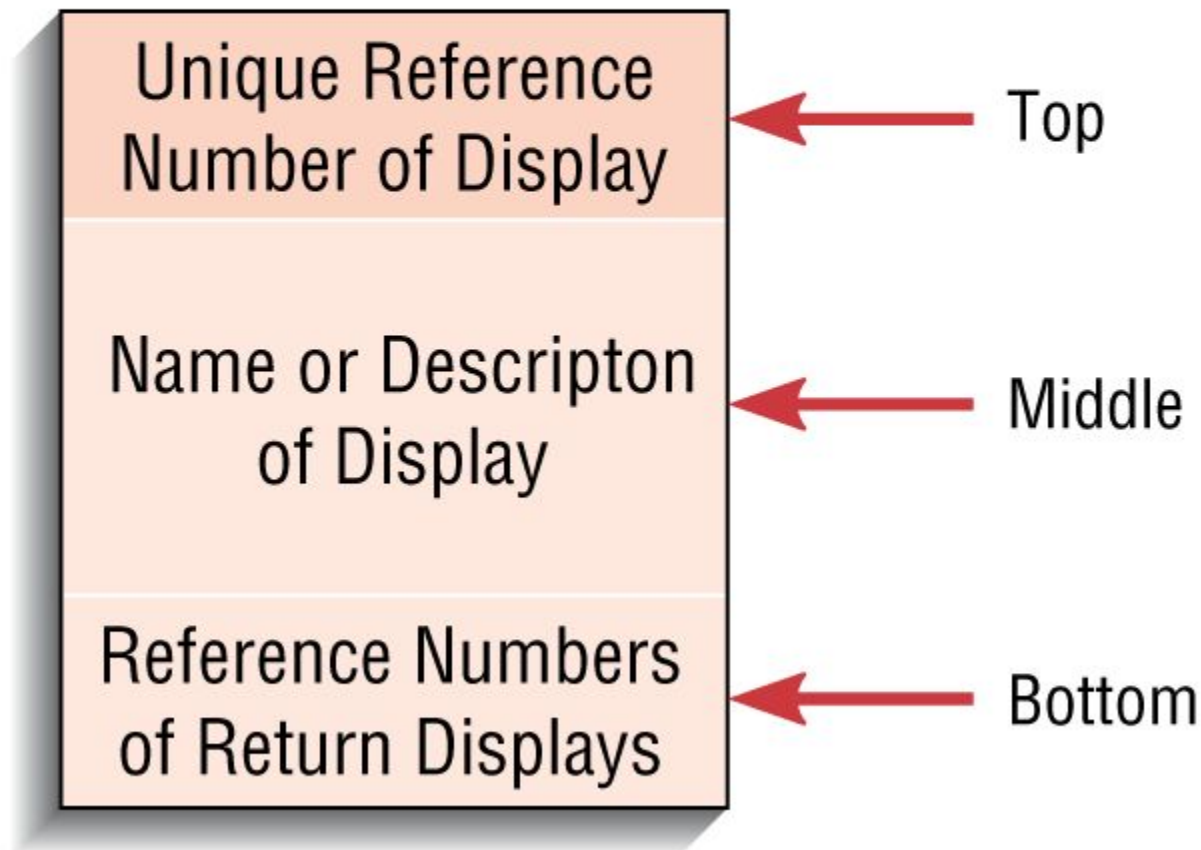 Unique Reference
Number of Display
Top
Name or Descripton
of Display
Middle
Reference Numbers
of Return Displays
Bottom